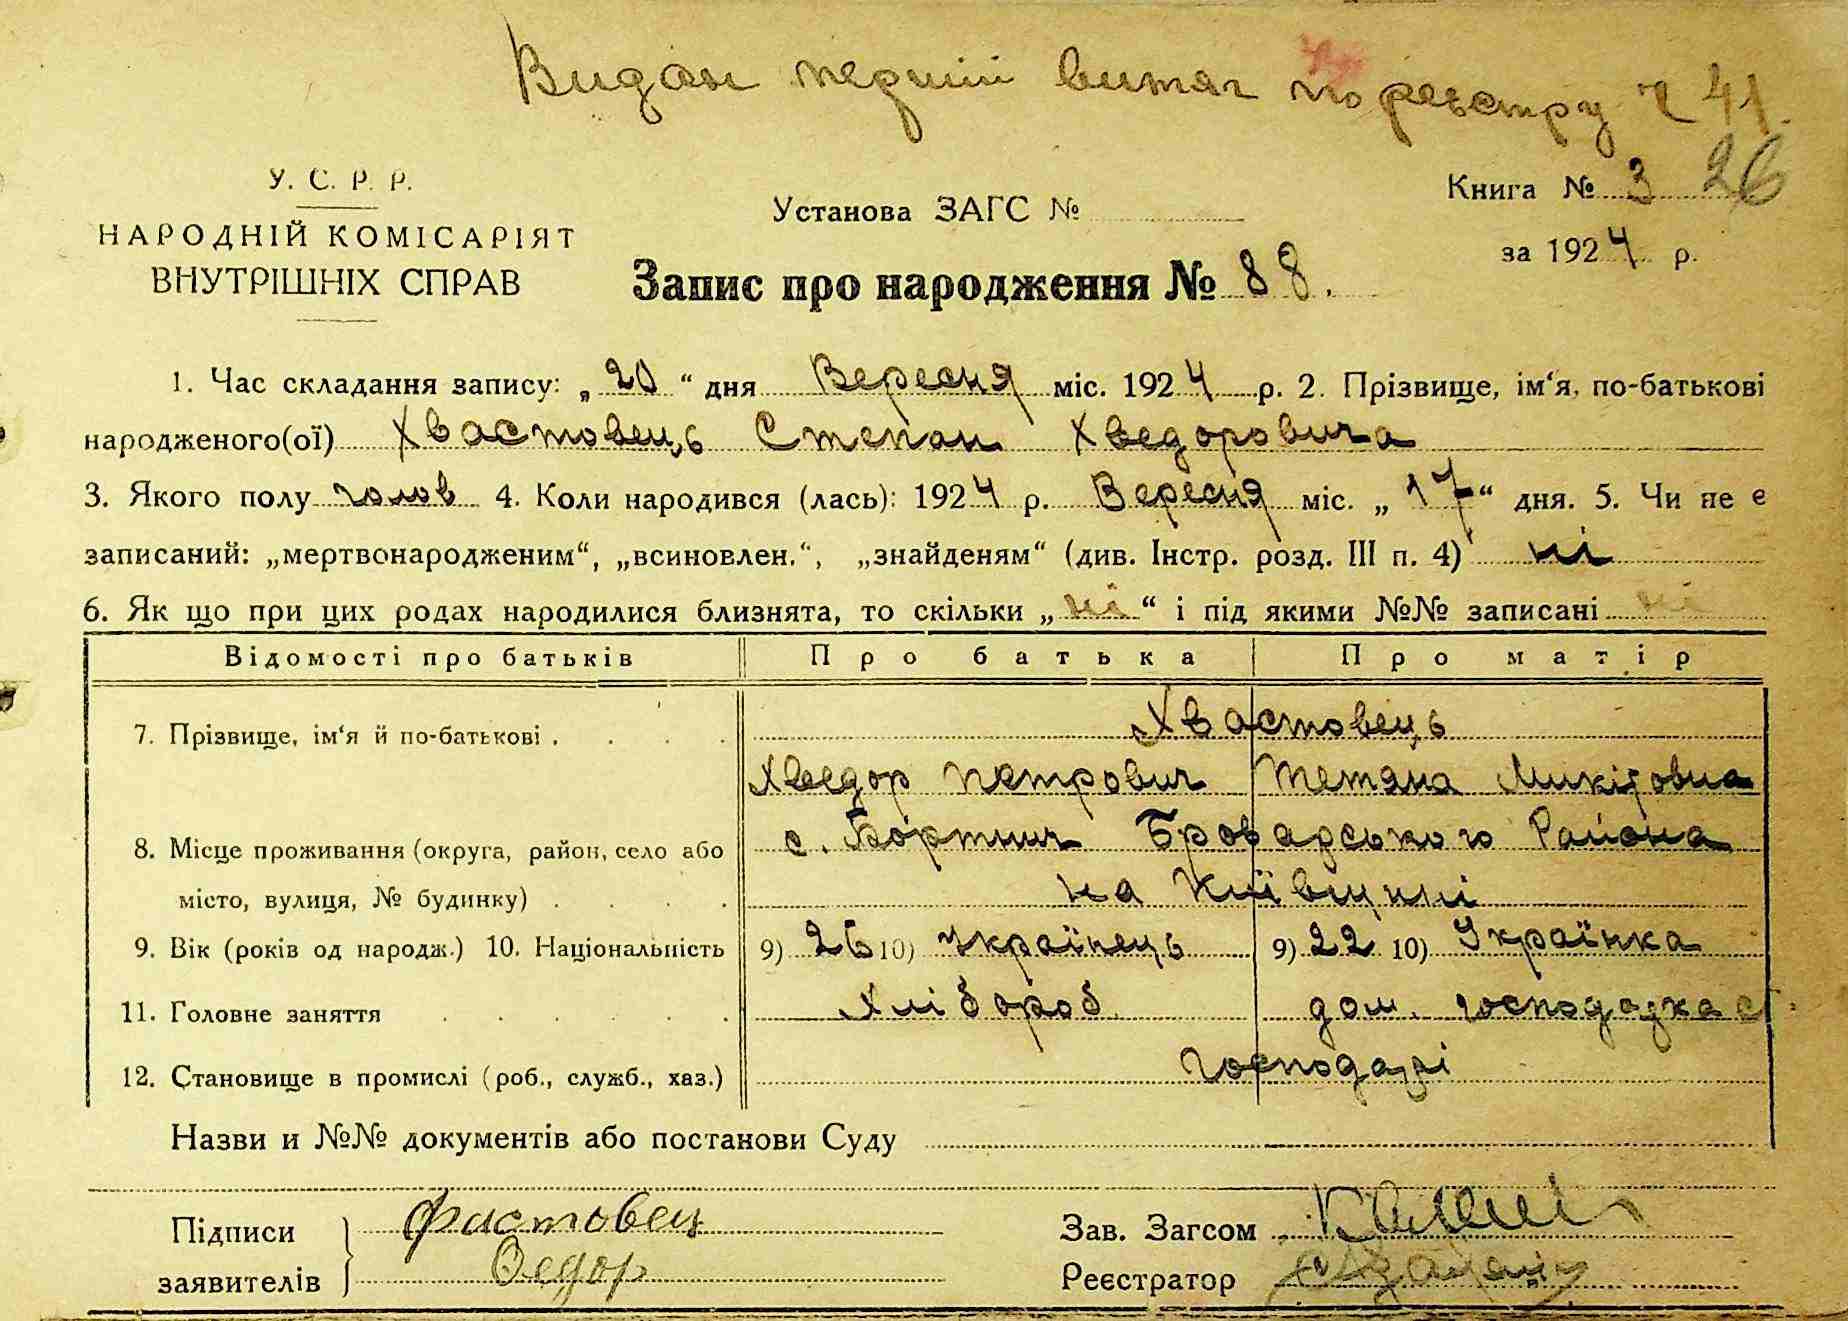 Видан перший витяг по реєстру ч 41.
26
У. С. Р. Р.
НАРОДНІЙ КОМІСАРІЯТ
ВНУТРІШНІХ СПРАВ
Установа ЗАГС №
Книга № 3
за 1924 р.
Запис про народження № 88.
1. Час складання запису: „20“ дня Вересня міс. 1924 р. 2. Прізвище, ім‘я, по-батькові
народженого(ої) Хвастовець Степан Хведоровича
3. Якого полу чолов 4. Коли народився (лась): 1924 р. Вересня міс. „17“ дня. 5. Чи не є
записаний: „мертвонародженим“, „всиновлен.“, „знайденям“ (див. Інстр. розд. III п. 4) ні
6. Як що при цих родах народилися близнята, то скільки „ні“ і під якими №№ записані ні
Відомості про батьків Про батька Про матір
Хвастовець
7. Прізвище, ім‘я й по-батькові
Хведор Петрович Тетяна Микітовна
8. Місце проживання (округа, район, село або с. Бортнич Броварського Района
місто, вулиця, № будинку) на Київщині
9. Вік (років од народж.) 10. Національність 9) 26 10) Українець 9) 22 10) Українка
11. Головне заняття Хлібороб. дом. господарка
12. Становище в промислі (роб., служб., хаз.) Господарі
Назви и №№ документів або постанови Суду
Підписи Фастовец Зав. Загсом
заявителів Федор Реєстратор